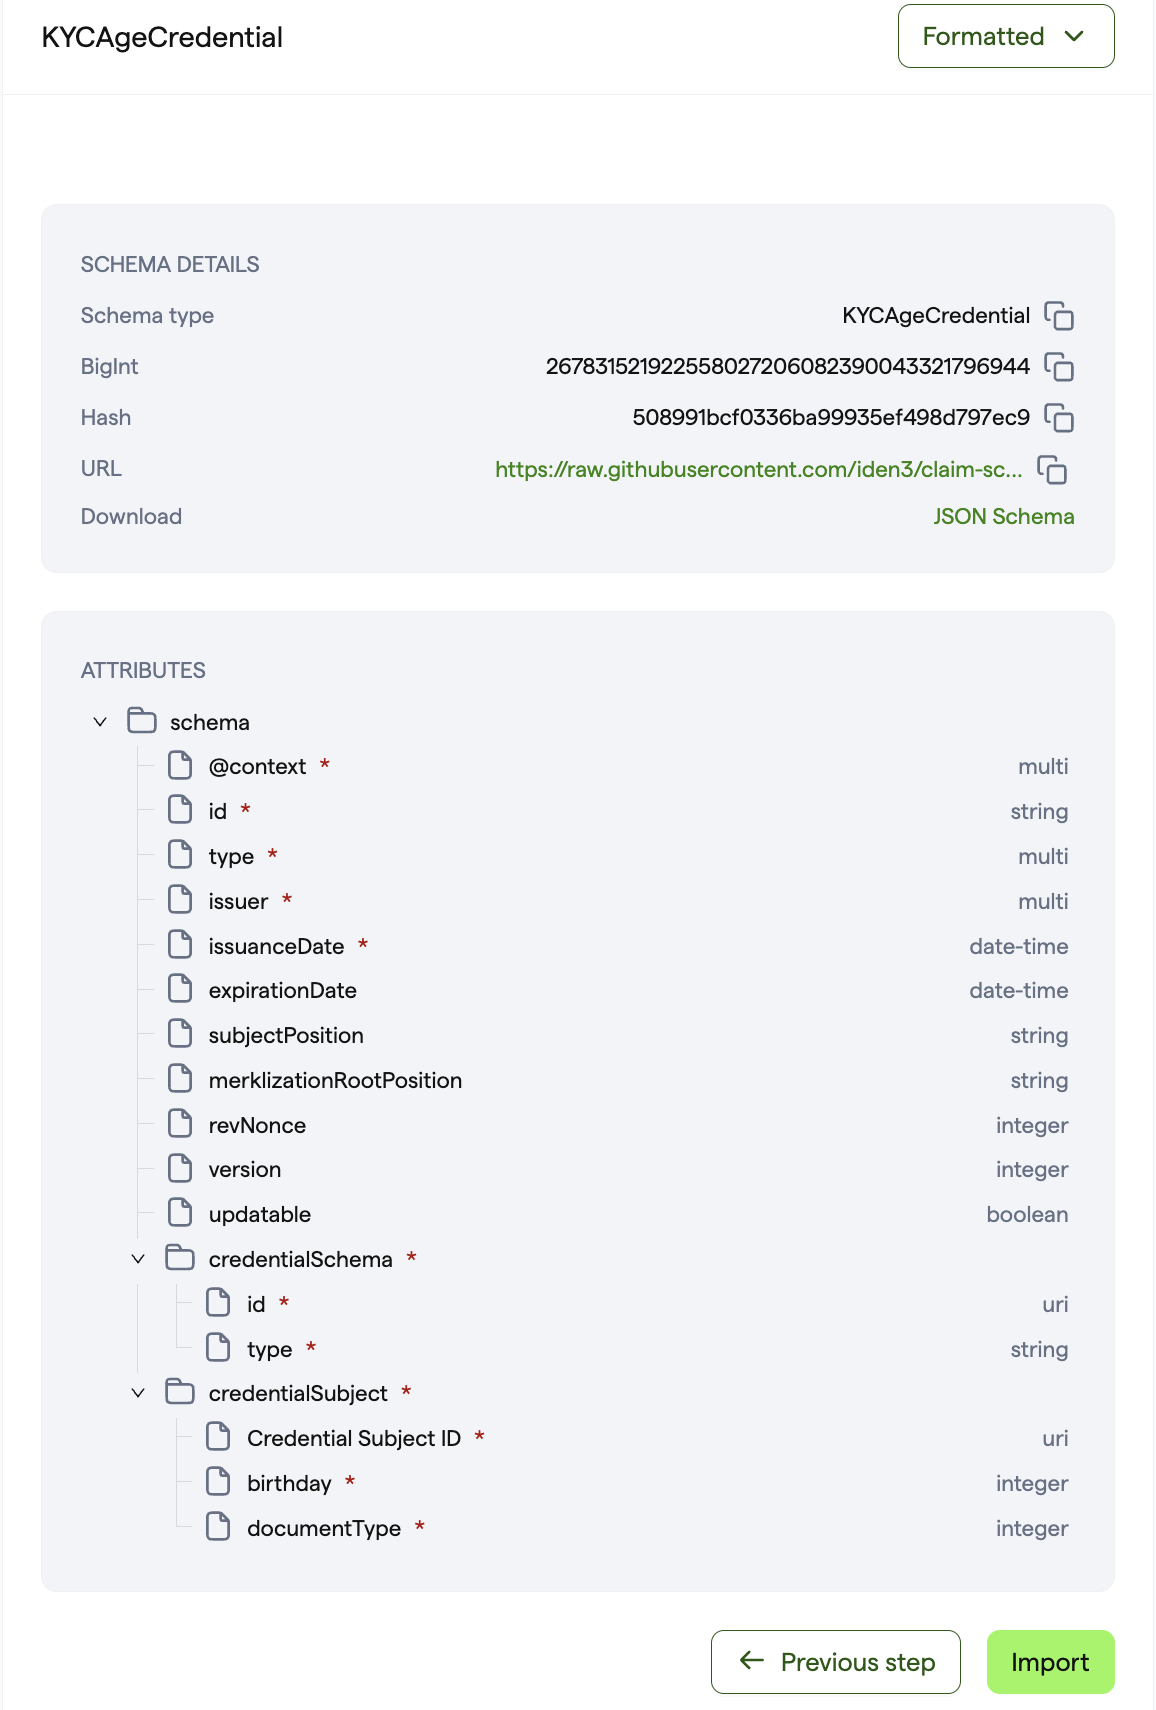 KYCAgeCredential
Formatted
SCHEMA DETAILS
Schema type KYCAgeCredential
BigInt 267831521922558027206082390043321796944
Hash 508991bcf0336ba99935ef498d797ec9
URL https://raw.githubusercontent.com/iden3/claim-sc...
Download JSON Schema
ATTRIBUTES
schema
@context * multi
id * string
type * multi
issuer * multi
issuanceDate * date-time
expirationDate date-time
subjectPosition string
merklizationRootPosition string
revNonce integer
version integer
updatable boolean
credentialSchema *
id * uri
type * string
credentialSubject *
Credential Subject ID * uri
birthday * integer
documentType * integer
Previous step Import